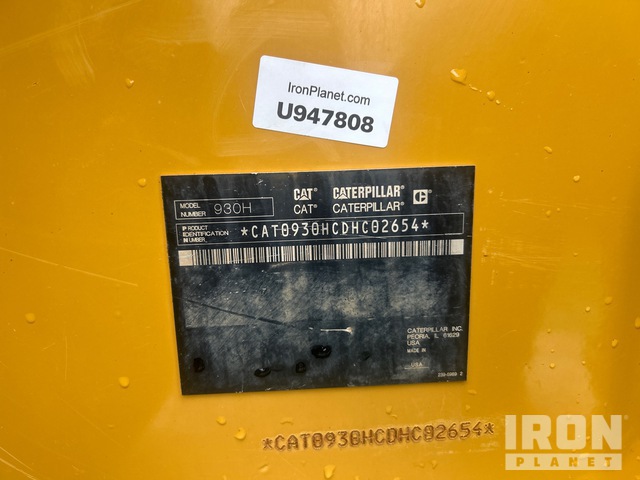 IronPlanet.com
U947808
MODEL NUMBER 930H
CAT® CATERPILLAR®
CAT® CATERPILLAR® C®
PRODUCT
IDENTIFICATION
NUMBER
*CAT0930HCDHC02654*
CATERPILLAR INC.
PEORIA, IL 61629
USA
MADE IN
USA
*CAT0930HCDHC02654*
IRON
PLANET